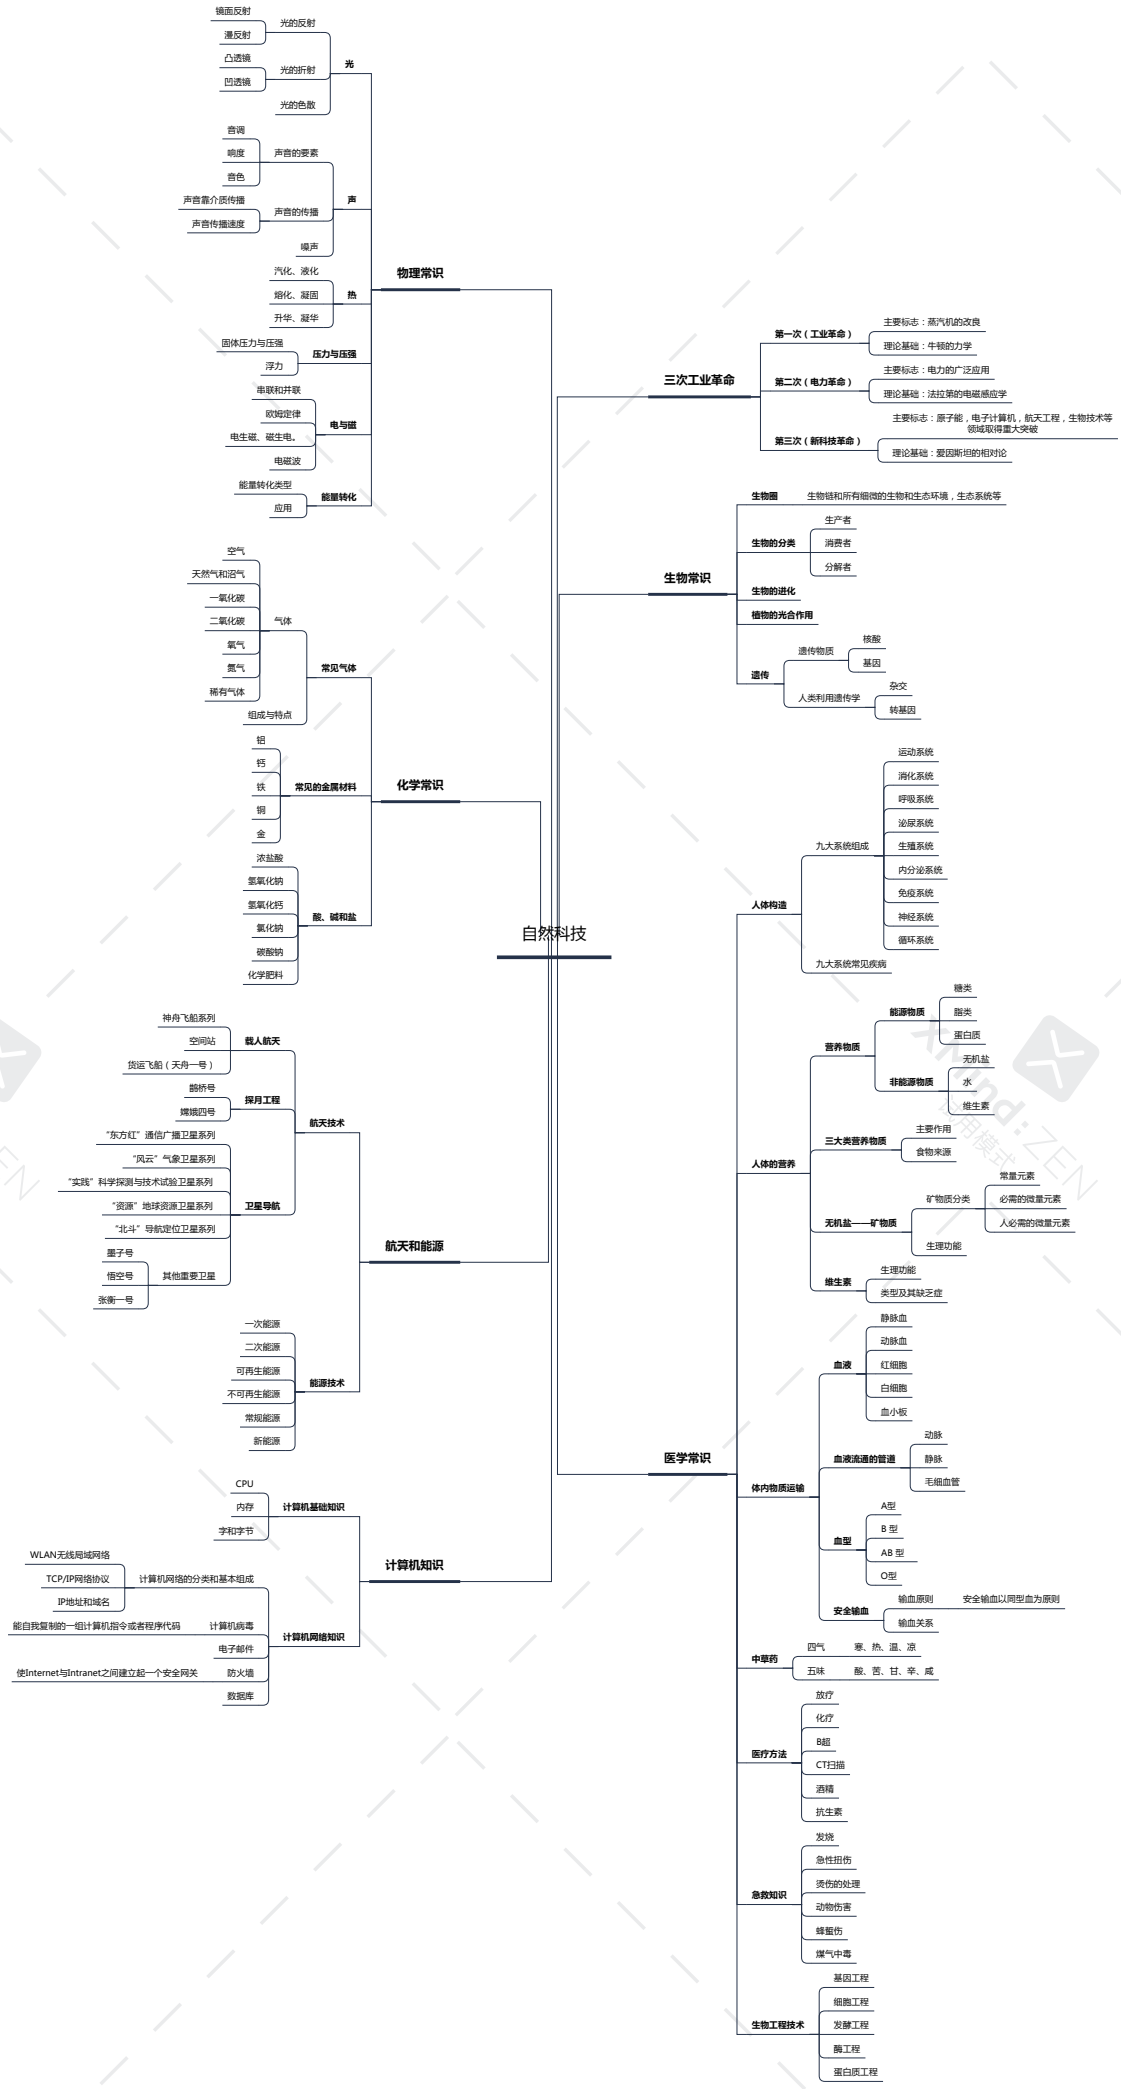 自然科技
物理常识
光
光的反射
镜面反射
漫反射
光的折射
凸透镜
凹透镜
光的色散
声
声音的要素
音调
响度
音色
声音的传播
声音靠介质传播
声音传播速度
噪声
热
汽化、液化
熔化、凝固
升华、凝华
压力与压强
固体压力与压强
浮力
电与磁
串联和并联
欧姆定律
电生磁、磁生电。
电磁波
能量转化
能量转化类型
应用
化学常识
常见气体
气体
空气
天然气和沼气
一氧化碳
二氧化碳
氧气
氮气
稀有气体
组成与特点
常见的金属材料
铝
钙
铁
铜
金
酸、碱和盐
浓盐酸
氢氧化钠
氢氧化钙
氯化钠
碳酸钠
化学肥料
航天和能源
航天技术
载人航天
神舟飞船系列
空间站
货运飞船（天舟一号）
探月工程
鹊桥号
嫦娥四号
卫星导航
“东方红”通信广播卫星系列
“风云”气象卫星系列
“实践”科学探测与技术试验卫星系列
“资源”地球资源卫星系列
“北斗”导航定位卫星系列
其他重要卫星
墨子号
悟空号
张衡一号
能源技术
一次能源
二次能源
可再生能源
不可再生能源
常规能源
新能源
计算机知识
计算机基础知识
CPU
内存
字和字节
计算机网络知识
计算机网络的分类和基本组成
WLAN无线局域网络
TCP/IP网络协议
IP地址和域名
计算机病毒
能自我复制的一组计算机指令或者程序代码
电子邮件
防火墙
使Internet与Intranet之间建立起一个安全网关
数据库
三次工业革命
第一次（工业革命）
主要标志：蒸汽机的改良
理论基础：牛顿的力学
第二次（电力革命）
主要标志：电力的广泛应用
理论基础：法拉第的电磁感应学
第三次（新科技革命）
主要标志：原子能，电子计算机，航天工程，生物技术等
领域取得重大突破
理论基础：爱因斯坦的相对论
生物常识
生物圈
生物链和所有细微的生物和生态环境，生态系统等
生物的分类
生产者
消费者
分解者
生物的进化
植物的光合作用
遗传
遗传物质
核酸
基因
人类利用遗传学
杂交
转基因
医学常识
人体构造
九大系统组成
运动系统
消化系统
呼吸系统
泌尿系统
生殖系统
内分泌系统
免疫系统
神经系统
循环系统
九大系统常见疾病
人体的营养
营养物质
能源物质
糖类
脂类
蛋白质
非能源物质
无机盐
水
维生素
三大类营养物质
主要作用
食物来源
无机盐——矿物质
矿物质分类
常量元素
必需的微量元素
人必需的微量元素
生理功能
维生素
生理功能
类型及其缺乏症
体内物质运输
血液
静脉血
动脉血
红细胞
白细胞
血小板
血液流通的管道
动脉
静脉
毛细血管
血型
A型
B 型
AB 型
O型
安全输血
输血原则
安全输血以同型血为原则
输血关系
中草药
四气
寒、热、温、凉
五味
酸、苦、甘、辛、咸
医疗方法
放疗
化疗
B超
CT扫描
酒精
抗生素
急救知识
发烧
急性扭伤
烫伤的处理
动物伤害
蜂蜇伤
煤气中毒
生物工程技术
基因工程
细胞工程
发酵工程
酶工程
蛋白质工程
XMind:ZEN
试用模式
EN